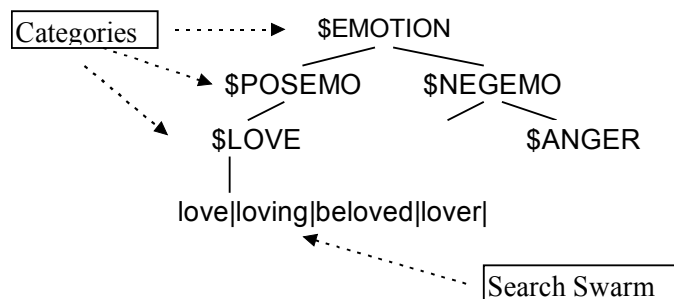 Categories
$EMOTION
$POSEMO $NEGEMO
$LOVE $ANGER
love|loving|beloved|lover|
Search Swarm